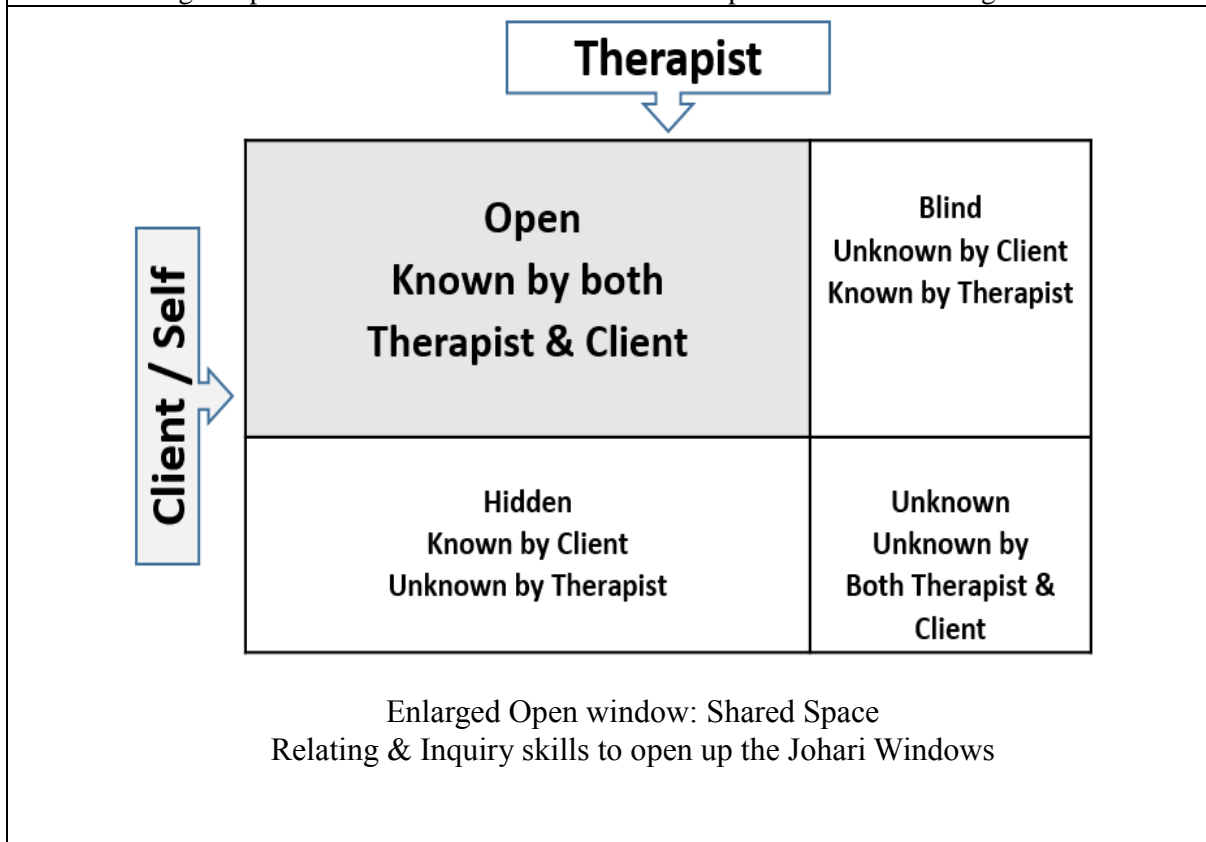 Therapist
Client / Self
Open
Known by both
Therapist & Client
Blind
Unknown by Client
Known by Therapist
Hidden
Known by Client
Unknown by Therapist
Unknown
Unknown by
Both Therapist &
Client
Enlarged Open window: Shared Space
Relating & Inquiry skills to open up the Johari Windows